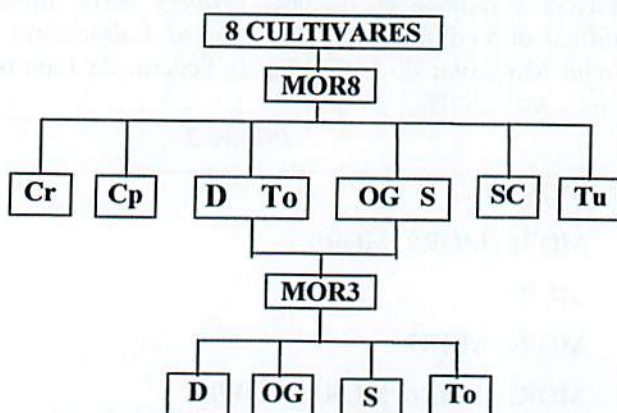 8 CULTIVARES
MOR8
Cr Cp D To OG S SC Tu
MOR3
D OG S To